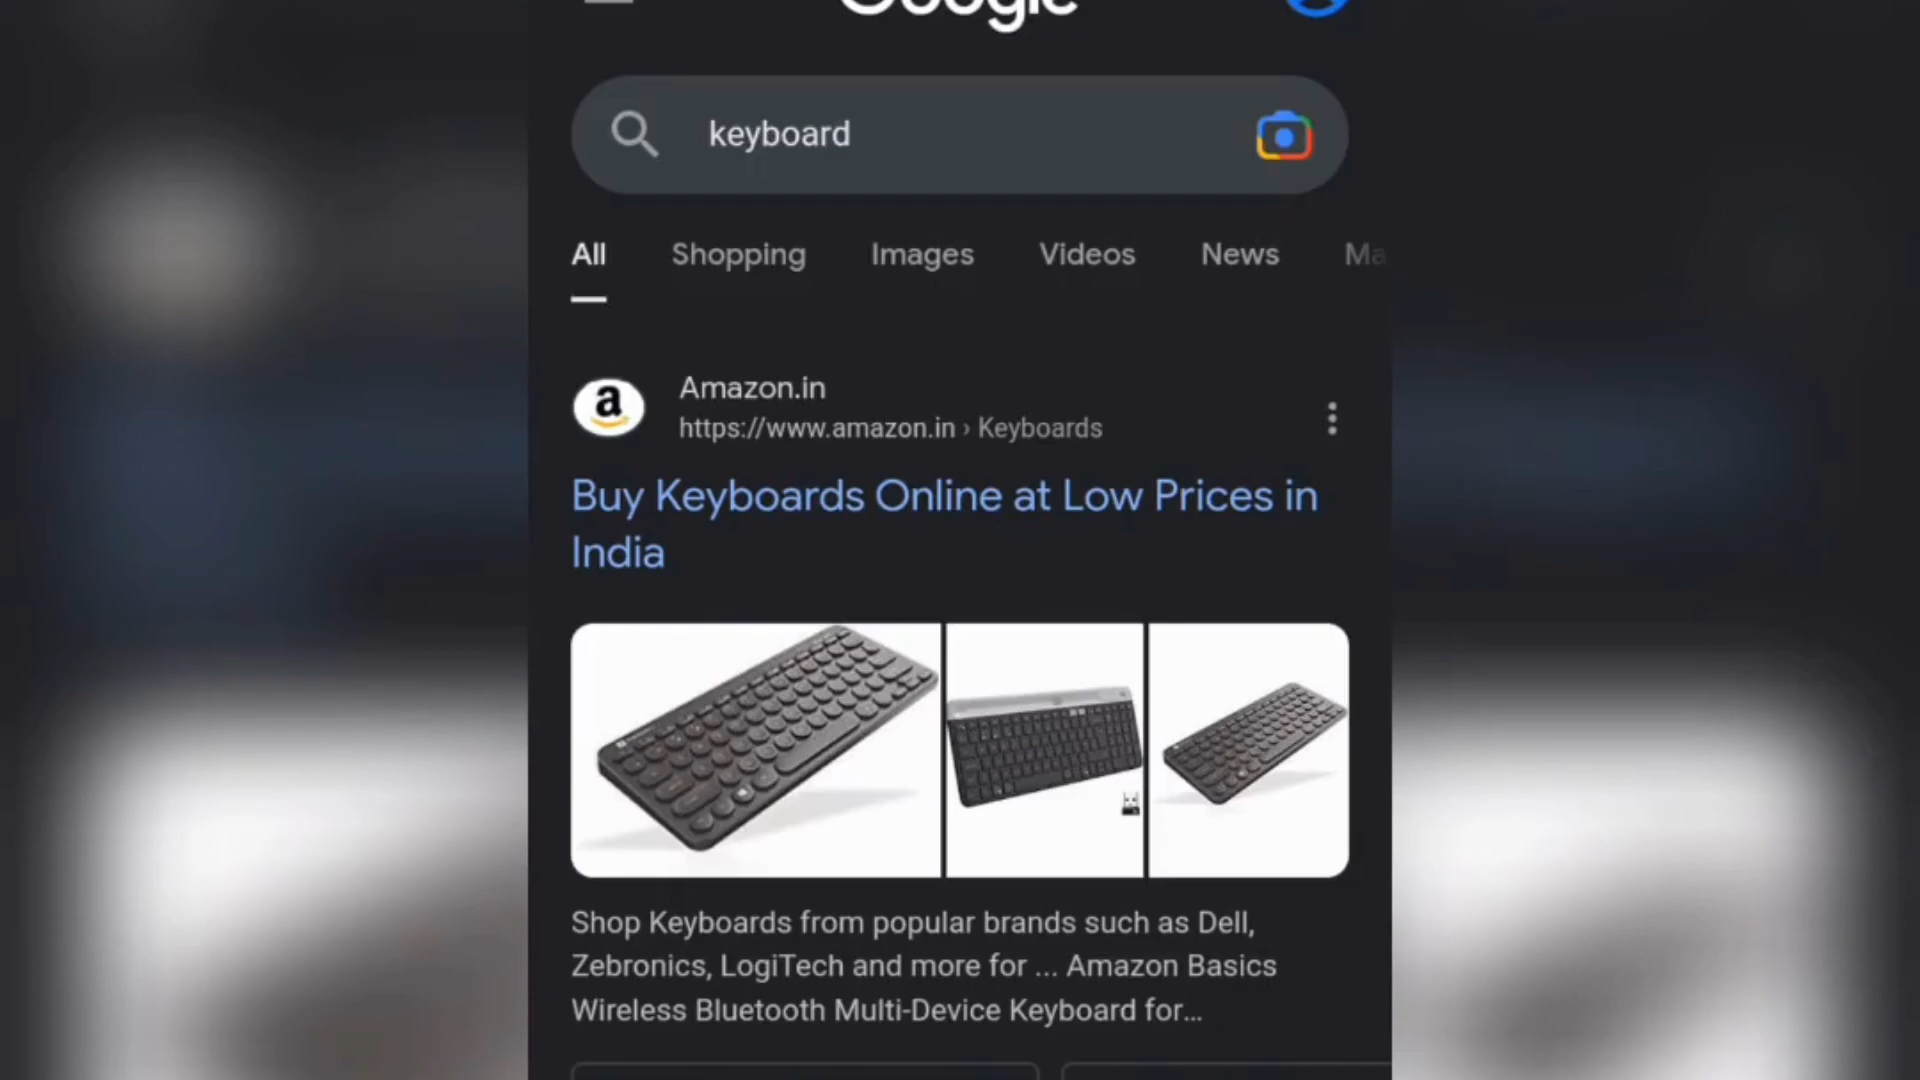 Google
keyboard
All Shopping Images Videos News Ma
a
Amazon.in
https://www.amazon.in › Keyboards
Buy Keyboards Online at Low Prices in
India
Shop Keyboards from popular brands such as Dell,
Zebronics, LogiTech and more for ... Amazon Basics
Wireless Bluetooth Multi-Device Keyboard for...